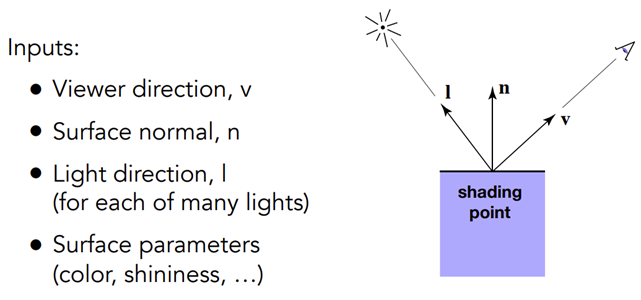 Inputs:
● Viewer direction, v
● Surface normal, n
● Light direction, l
(for each of many lights)
● Surface parameters
(color, shininess, …)
l
n
v
shading
point